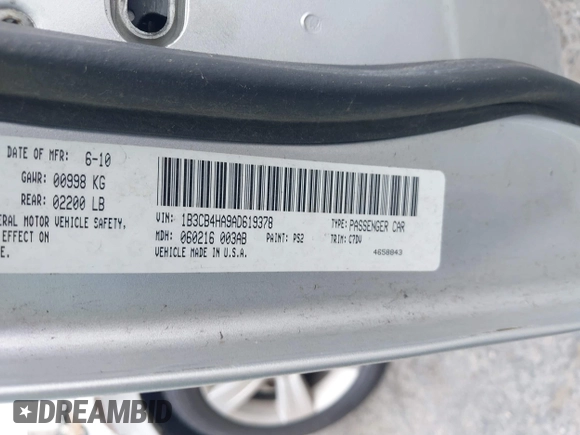 DATE OF MFR: 6-10
GAWR: 00998 KG
REAR: 02200 LB
ERAL MOTOR VEHICLE SAFETY,
EFFECT ON
E.
VIN: 1B3CB4HA9AD619378
TYPE: PASSENGER CAR
MDH: 060216 003AB
PAINT: PS2
TRIM: C7DV
VEHICLE MADE IN U.S.A.
4658843
DREAMBID